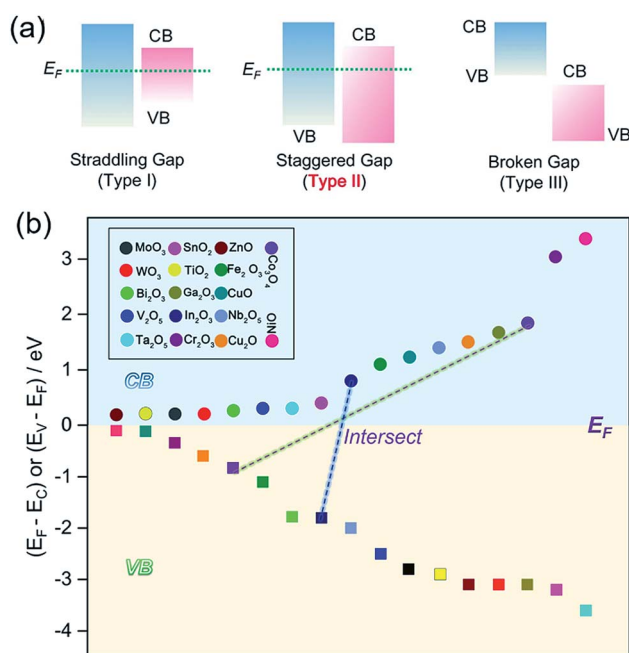 (a)
CB
CB
CB
E_F
E_F
VB
CB
VB
VB
VB
Straddling Gap
(Type I)
Staggered Gap
(Type II)
Broken Gap
(Type III)
(b)
(E_F - E_C) or (E_V - E_F) / eV
3
2
1
0
-1
-2
-3
-4
MoO₃ SnO₂ ZnO
WO₃ TiO₂ Fe₂O₃
Bi₂O₃ Ga₂O₃ CuO
V₂O₅ In₂O₃ Nb₂O₅
Ta₂O₅ Cr₂O₃ Cu₂O
Co₃O₄
NiO
CB
E_F
Intersect
VB